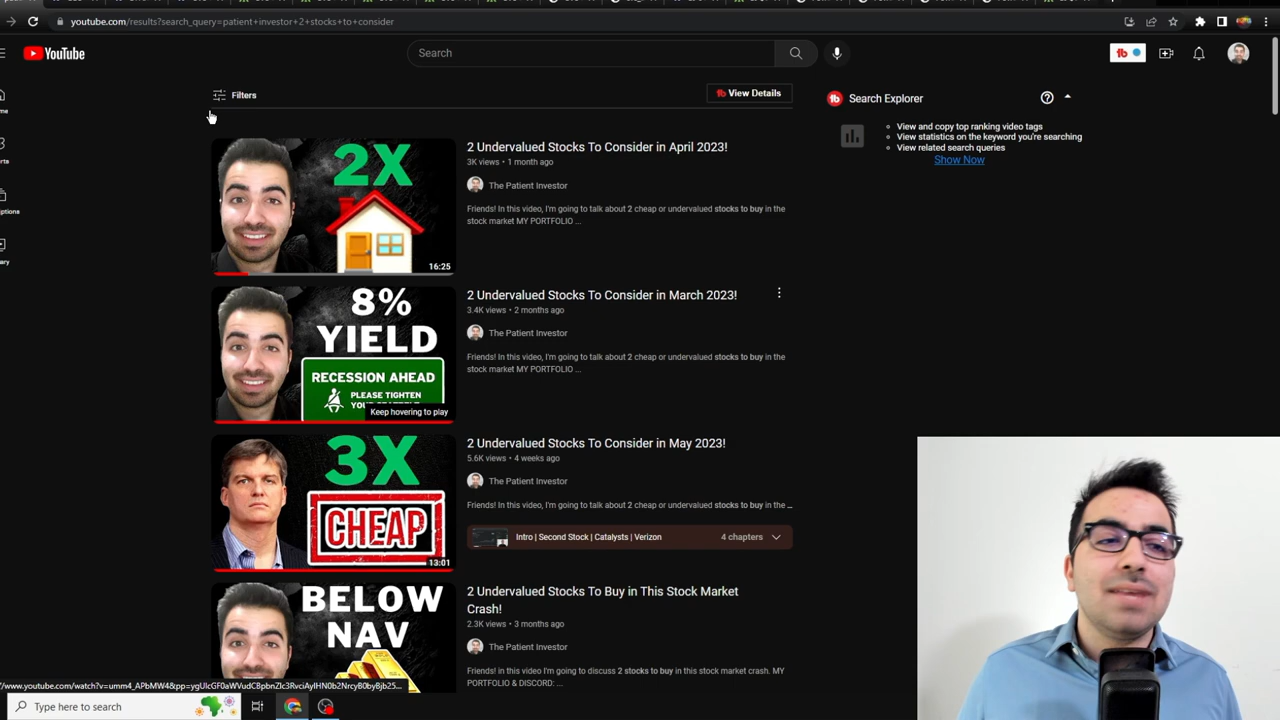 youtube.com/results?search_query=patient+investor+2+stocks+to+consider
YouTube
Search
Filters
View Details
Search Explorer
View and copy top ranking video tags
View statistics on the keyword you're searching
View related search queries
Show Now
2X
16:25
2 Undervalued Stocks To Consider in April 2023!
3K views • 1 month ago
The Patient Investor
Friends! In this video, I'm going to talk about 2 cheap or undervalued stocks to buy in the
stock market MY PORTFOLIO ...
8%
YIELD
RECESSION AHEAD
PLEASE TIGHTEN
Keep hovering to play
2 Undervalued Stocks To Consider in March 2023!
3.4K views • 2 months ago
The Patient Investor
Friends! In this video, I'm going to talk about 2 cheap or undervalued stocks to buy in the
stock market MY PORTFOLIO ...
3X
CHEAP
13:01
2 Undervalued Stocks To Consider in May 2023!
5.6K views • 4 weeks ago
The Patient Investor
Friends! In this video, I'm going to talk about 2 cheap or undervalued stocks to buy in the ...
Intro | Second Stock | Catalysts | Verizon
4 chapters
BELOW
NAV
2 Undervalued Stocks To Buy in This Stock Market
Crash!
2.3K views • 3 months ago
The Patient Investor
Friends! in this video I'm going to discuss 2 stocks to buy in this stock market crash. MY
PORTFOLIO & DISCORD: ...
Type here to search